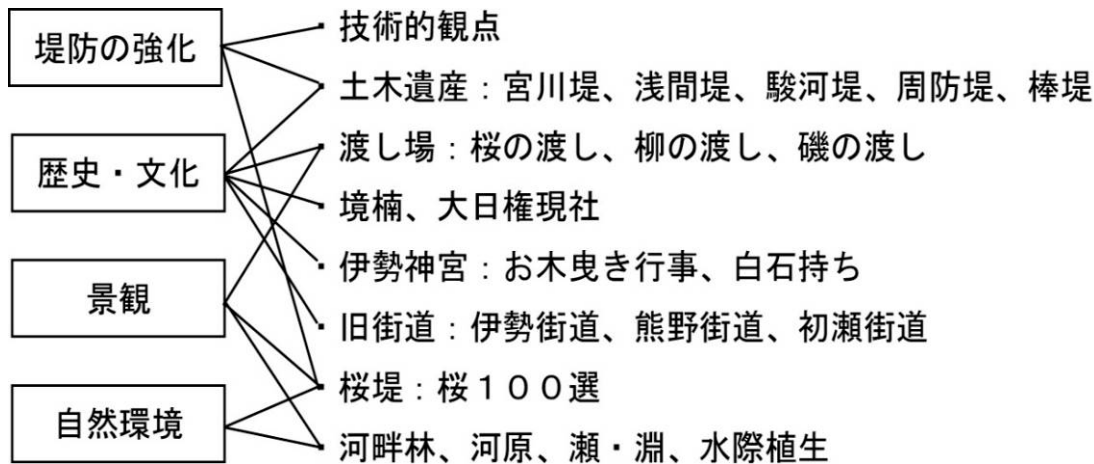 堤防の強化
歴史・文化
景観
自然環境
・技術的観点
・土木遺産：宮川堤、浅間堤、駿河堤、周防堤、棒堤
・渡し場：桜の渡し、柳の渡し、磯の渡し
・境楠、大日権現社
・伊勢神宮：お木曳き行事、白石持ち
・旧街道：伊勢街道、熊野街道、初瀬街道
・桜堤：桜１００選
・河畔林、河原、瀬・淵、水際植生